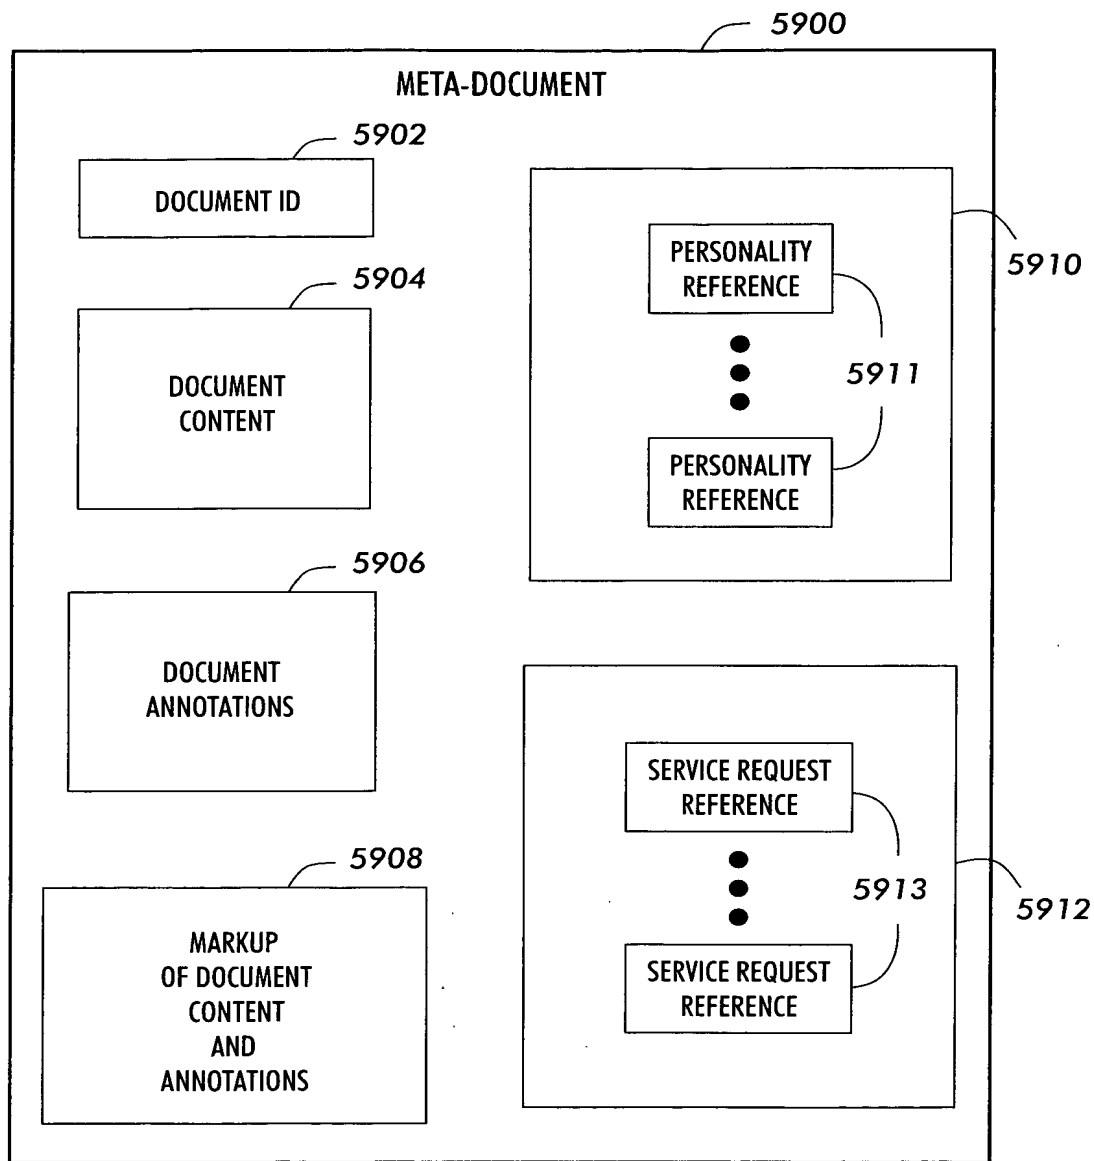 5900
META-DOCUMENT
5902
DOCUMENT ID
5904
DOCUMENT
CONTENT
5906
DOCUMENT
ANNOTATIONS
5908
MARKUP
OF DOCUMENT
CONTENT
AND
ANNOTATIONS
5910
PERSONALITY
REFERENCE
5911
PERSONALITY
REFERENCE
5912
SERVICE REQUEST
REFERENCE
5913
SERVICE REQUEST
REFERENCE